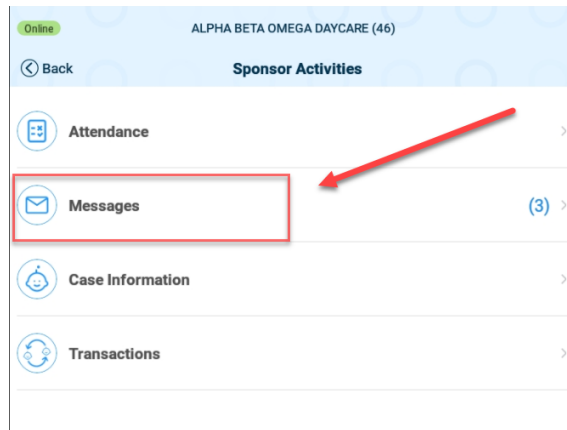 Online ALPHA BETA OMEGA DAYCARE (46)
Back Sponsor Activities
Attendance
Messages (3)
Case Information
Transactions